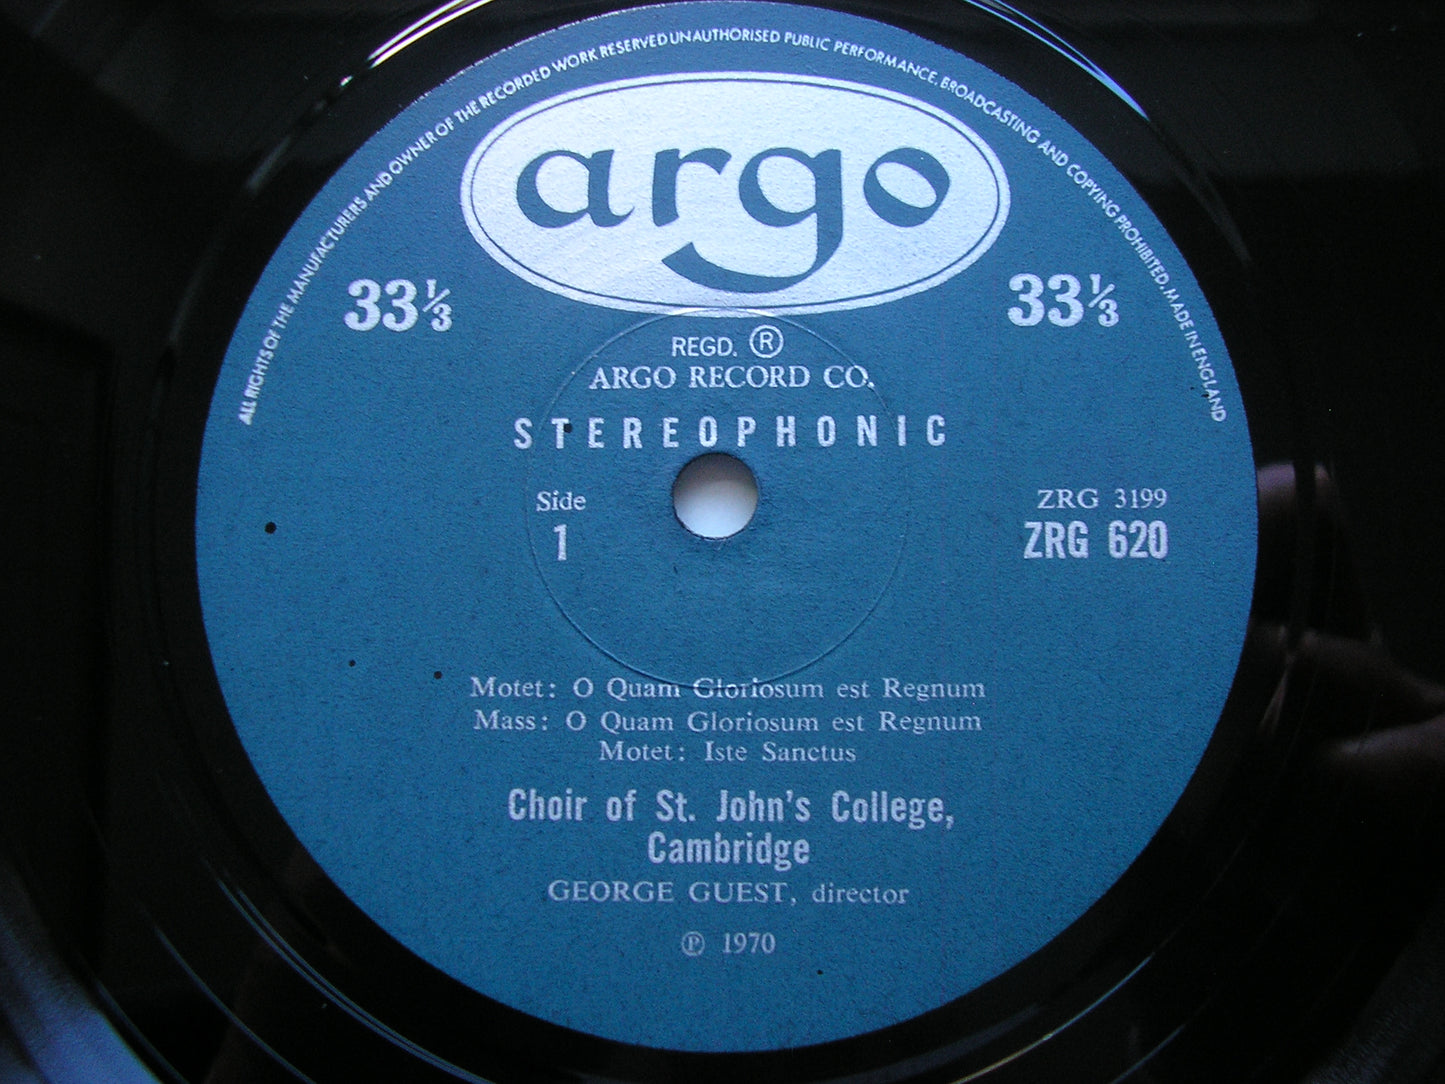 ALL RIGHTS OF THE MANUFACTURERS AND OWNER OF THE RECORDED WORK RESERVED UNAUTHORISED PUBLIC PERFORMANCE, BROADCASTING AND COPYING PROHIBITED. MADE IN ENGLAND
argo
33⅓ 33⅓
REGD. ®
ARGO RECORD CO.
STEREOPHONIC
Side ZRG 3199
1 ZRG 620
Motet: O Quam Gloriosum est Regnum
Mass: O Quam Gloriosum est Regnum
Motet: Iste Sanctus
Choir of St. John's College,
Cambridge
GEORGE GUEST, director
℗ 1970